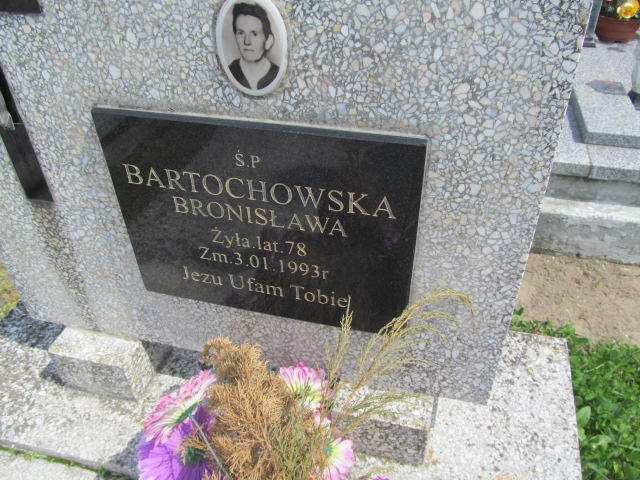 Ś.P
BARTOCHOWSKA
BRONISŁAWA
Żyła.lat.78
Zm.3.01.1993r
Jezu Ufam Tobie